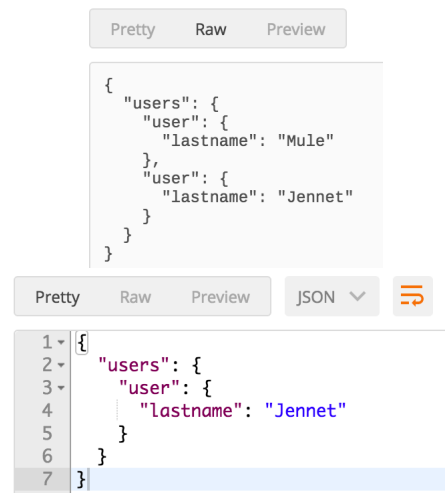 Pretty Raw Preview
{
  "users": {
    "user": {
      "lastname": "Mule"
    },
    "user": {
      "lastname": "Jennet"
    }
  }
}
Pretty Raw Preview JSON
1 {
2   "users": {
3     "user": {
4       "lastname": "Jennet"
5     }
6   }
7 }